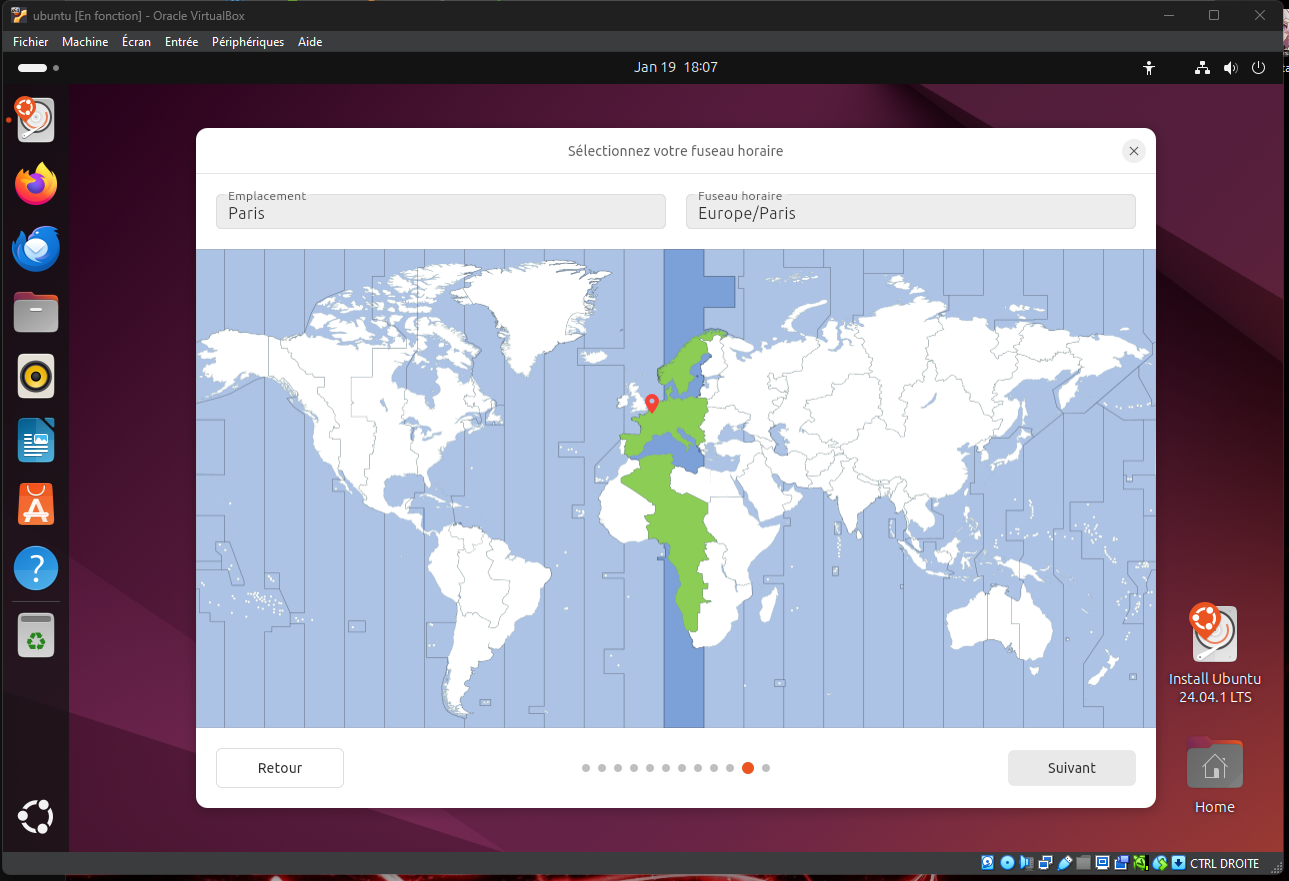 ubuntu [En fonction] - Oracle VirtualBox
Fichier Machine Écran Entrée Périphériques Aide
Jan 19 18:07
Sélectionnez votre fuseau horaire
Emplacement
Paris
Fuseau horaire
Europe/Paris
Install Ubuntu
24.04.1 LTS
Retour
Suivant
Home
CTRL DROITE